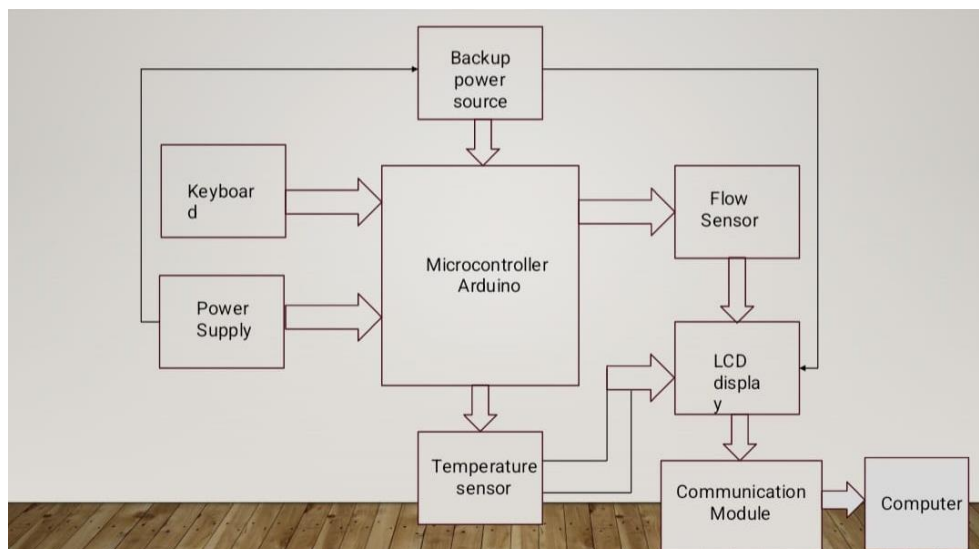 Backup
power
source
Keyboar
d
Flow
Sensor
Microcontroller
Arduino
Power
Supply
LCD
displa
y
Temperature
sensor
Communication
Module
Computer